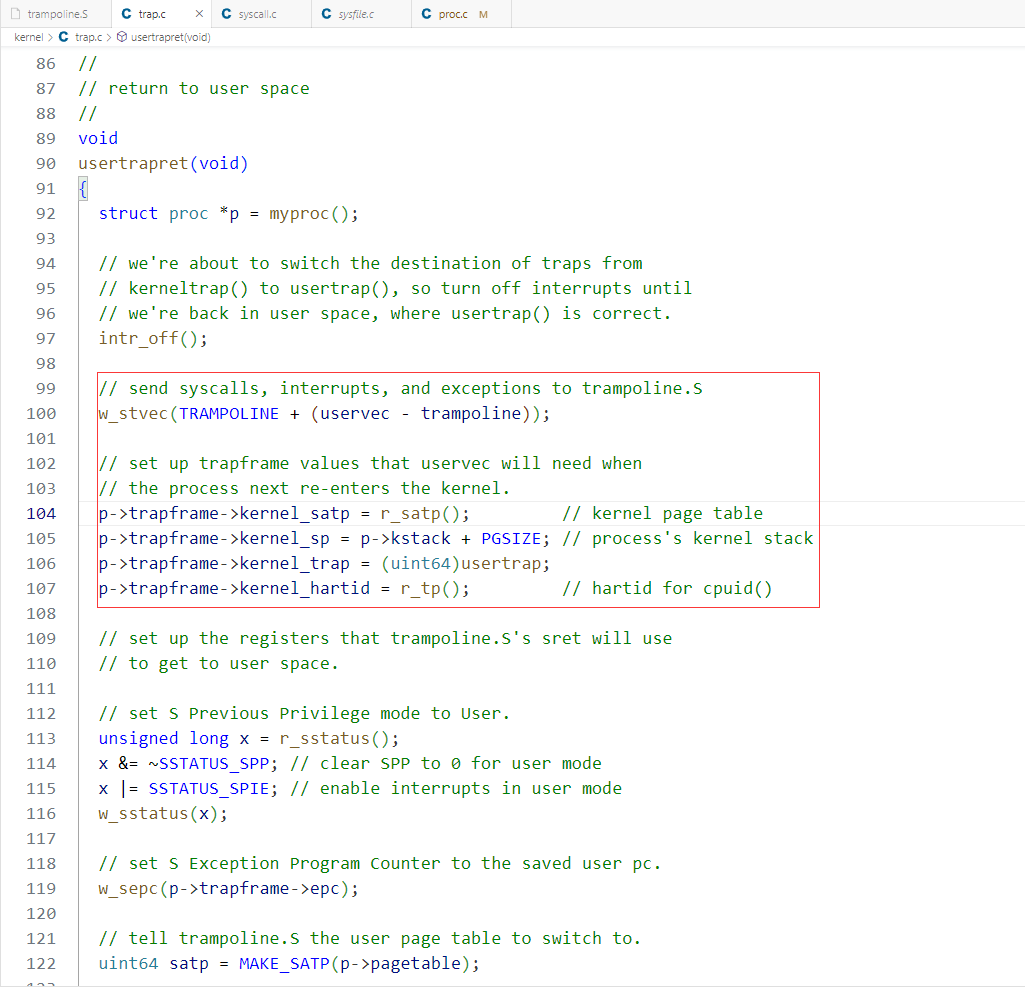 trampoline.S C trap.c × C syscall.c C sysfile.c C proc.c M
kernel > C trap.c > usertrapret(void)
86 //
87 // return to user space
88 //
89 void
90 usertrapret(void)
91 {
92 struct proc *p = myproc();
93
94 // we're about to switch the destination of traps from
95 // kerneltrap() to usertrap(), so turn off interrupts until
96 // we're back in user space, where usertrap() is correct.
97 intr_off();
98
99 // send syscalls, interrupts, and exceptions to trampoline.S
100 w_stvec(TRAMPOLINE + (uservec - trampoline));
101
102 // set up trapframe values that uservec will need when
103 // the process next re-enters the kernel.
104 p->trapframe->kernel_satp = r_satp(); // kernel page table
105 p->trapframe->kernel_sp = p->kstack + PGSIZE; // process's kernel stack
106 p->trapframe->kernel_trap = (uint64)usertrap;
107 p->trapframe->kernel_hartid = r_tp(); // hartid for cpuid()
108
109 // set up the registers that trampoline.S's sret will use
110 // to get to user space.
111
112 // set S Previous Privilege mode to User.
113 unsigned long x = r_sstatus();
114 x &= ~SSTATUS_SPP; // clear SPP to 0 for user mode
115 x |= SSTATUS_SPIE; // enable interrupts in user mode
116 w_sstatus(x);
117
118 // set S Exception Program Counter to the saved user pc.
119 w_sepc(p->trapframe->epc);
120
121 // tell trampoline.S the user page table to switch to.
122 uint64 satp = MAKE_SATP(p->pagetable);